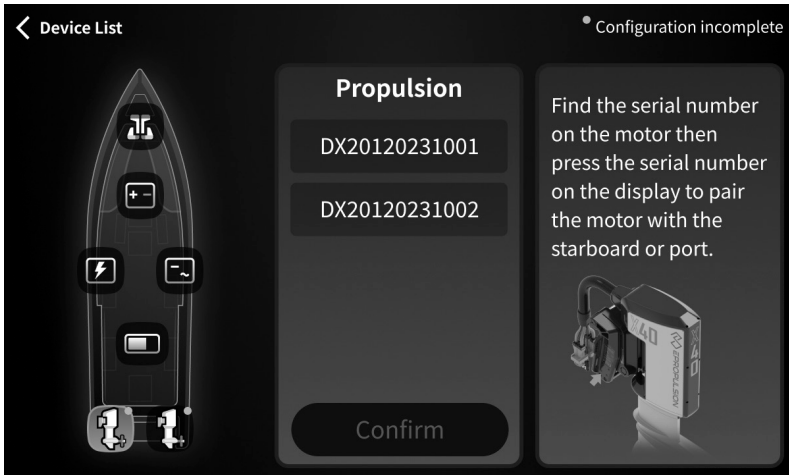 Device List
Configuration incomplete
Propulsion
DX20120231001
DX20120231002
Confirm
Find the serial number
on the motor then
press the serial number
on the display to pair
the motor with the
starboard or port.
X40
EPROPULSION
X40